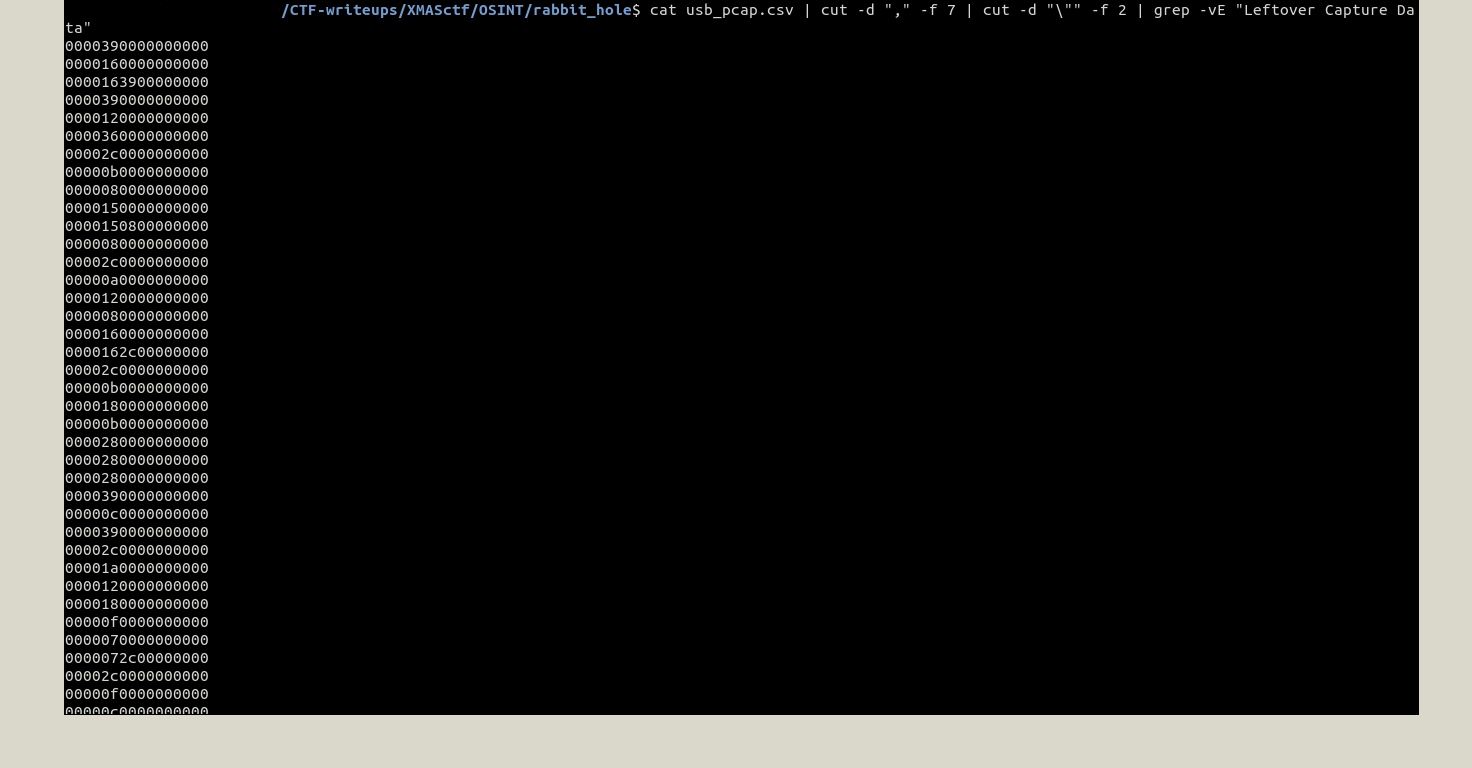 /CTF-writeups/XMASctf/OSINT/rabbit_hole$ cat usb_pcap.csv | cut -d "," -f 7 | cut -d "\"" -f 2 | grep -vE "Leftover Capture Da
ta"
0000390000000000
0000160000000000
0000163900000000
0000390000000000
0000120000000000
0000360000000000
00002c0000000000
00000b0000000000
0000080000000000
0000150000000000
0000150800000000
0000080000000000
00002c0000000000
00000a0000000000
0000120000000000
0000080000000000
0000160000000000
0000162c00000000
00002c0000000000
00000b0000000000
0000180000000000
00000b0000000000
0000280000000000
0000280000000000
0000280000000000
0000390000000000
00000c0000000000
0000390000000000
00002c0000000000
00001a0000000000
0000120000000000
0000180000000000
00000f0000000000
0000070000000000
0000072c00000000
00002c0000000000
00000f0000000000
00000c0000000000